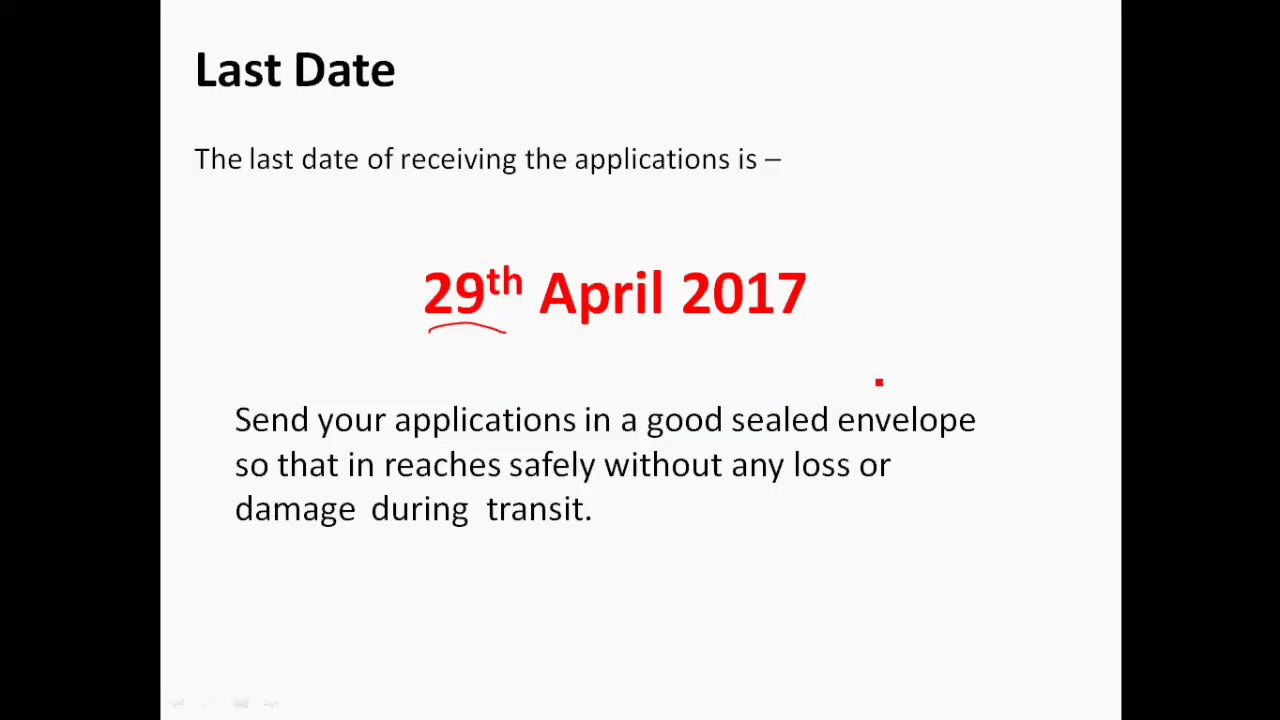 Last Date
The last date of receiving the applications is –
29th April 2017
Send your applications in a good sealed envelope
so that in reaches safely without any loss or
damage during transit.